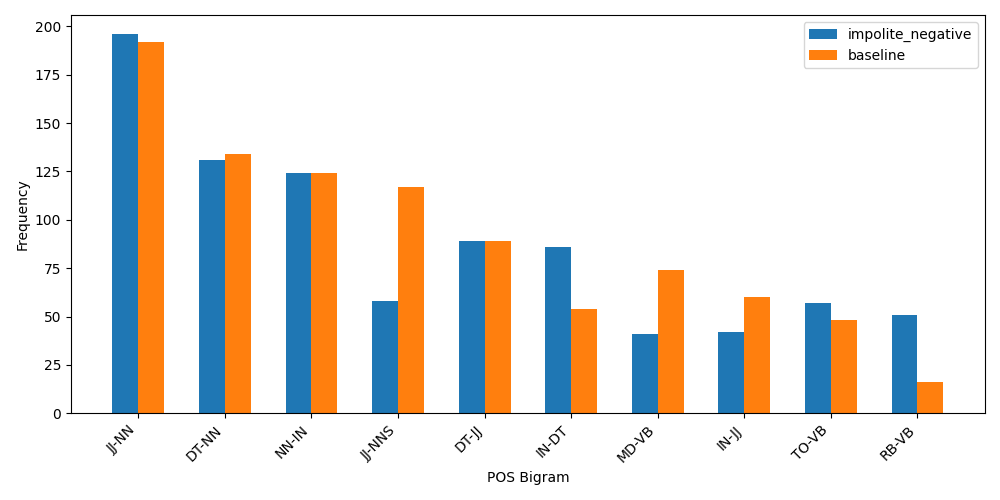 200
175
150
125
100
75
50
25
0
Frequency
impolite_negative
baseline
JJ-NN
DT-NN
NN-IN
JJ-NNS
DT-JJ
IN-DT
MD-VB
IN-JJ
TO-VB
RB-VB
POS Bigram